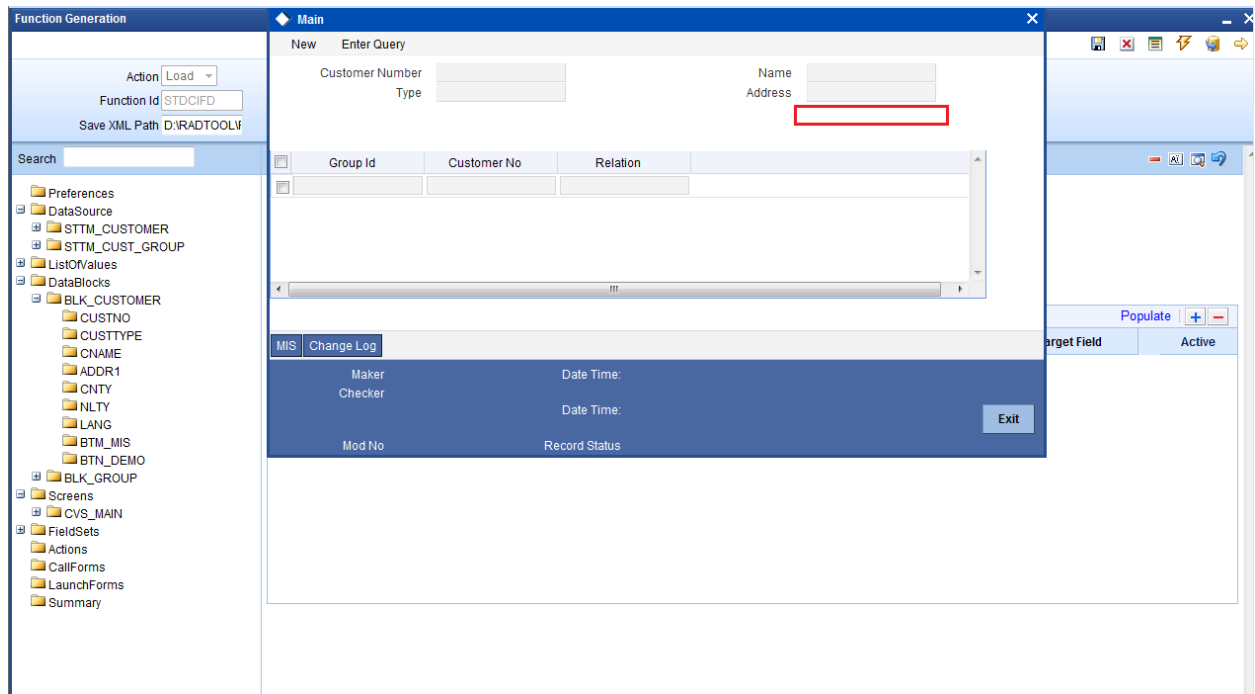 Function Generation
Main
New Enter Query
Action Load
Function Id STDCIFD
Save XML Path D:\RADTOOL\F
Customer Number
Name
Type
Address
Search
Group Id Customer No Relation
Preferences
DataSource
STTM_CUSTOMER
STTM_CUST_GROUP
ListOfValues
DataBlocks
BLK_CUSTOMER
CUSTNO
CUSTTYPE
CNAME
ADDR1
CNTY
NLTY
LANG
BTM_MIS
BTN_DEMO
BLK_GROUP
Screens
CVS_MAIN
FieldSets
Actions
CallForms
LaunchForms
Summary
Populate
arget Field Active
MIS Change Log
Maker Date Time:
Checker
Date Time:
Exit
Mod No Record Status